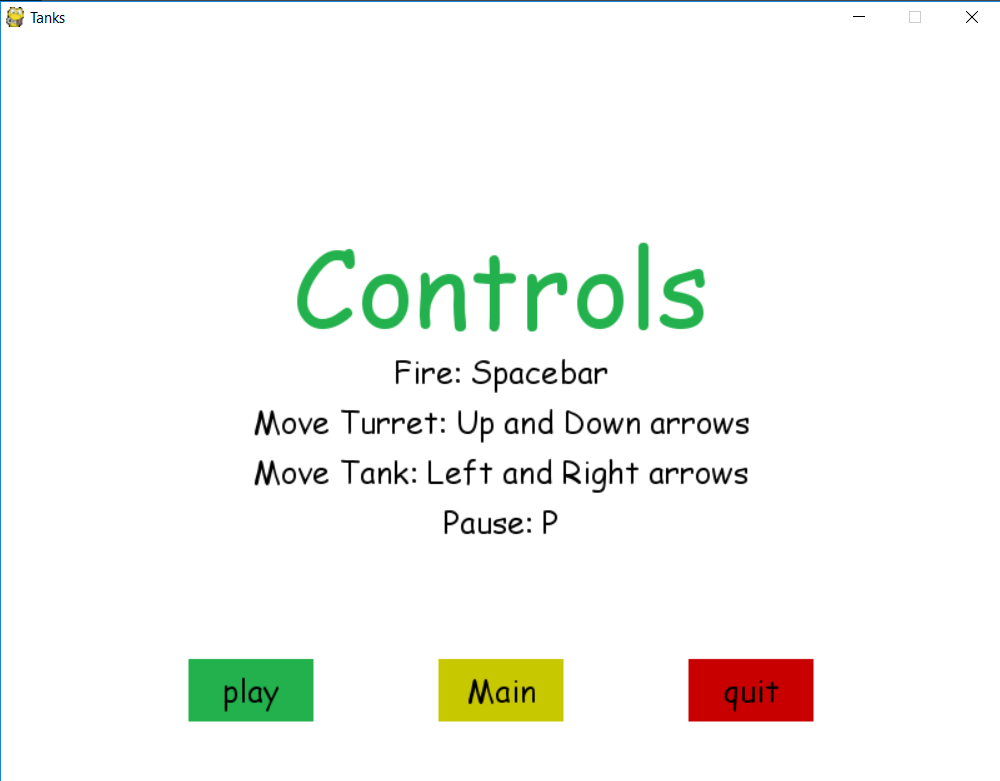 Tanks
Controls
Fire: Spacebar
Move Turret: Up and Down arrows
Move Tank: Left and Right arrows
Pause: P
play
Main
quit